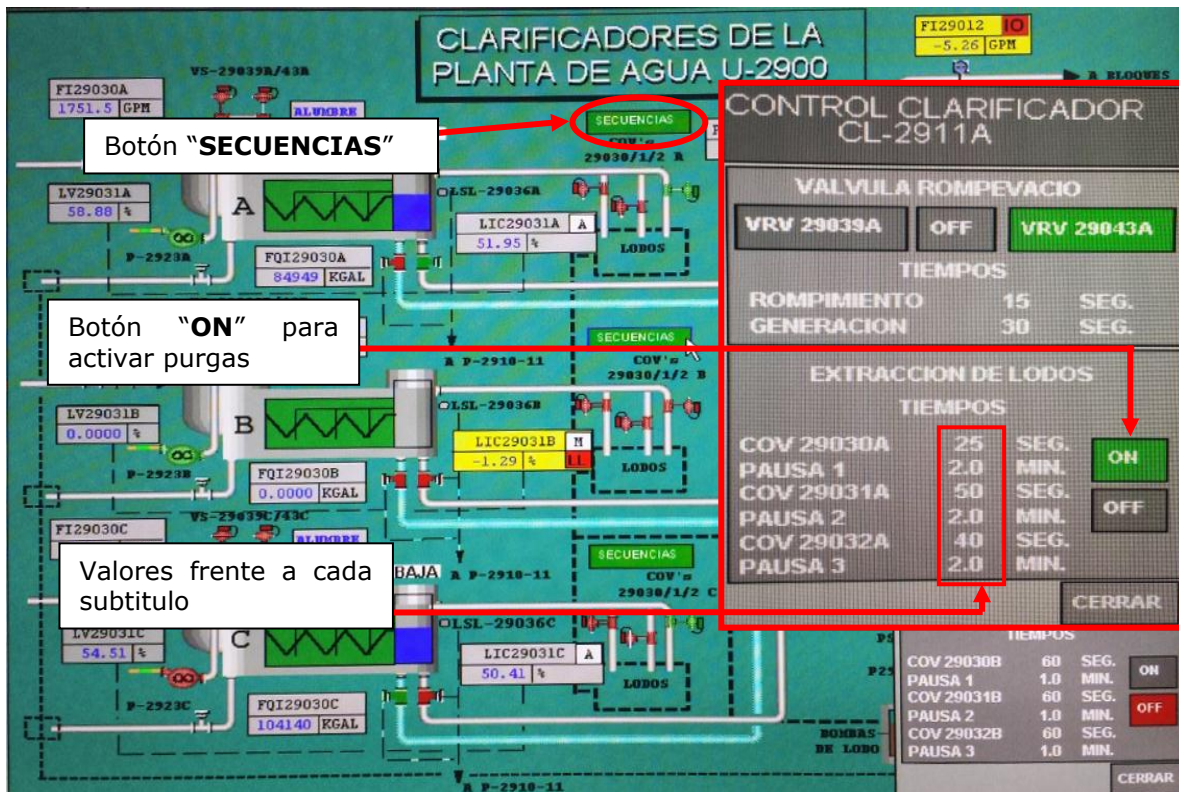 CLARIFICADORES DE LA
PLANTA DE AGUA U-2900
FI29012 IO
-5.26 GPM
A BLOQUES
VS-29039A/43A
FI29030A
1751.5 GPM
ALUMBRE
Botón “SECUENCIAS”
SECUENCIAS
COV's
29030/1/2 A
LV29031A
58.88 %
A
LSL-29036A
LIC29031A A
51.95 %
LODOS
P-2923A
FQI29030A
84949 KGAL
Botón “ON” para
activar purgas
A P-2910-11
SECUENCIAS
COV's
29030/1/2 B
LV29031B
0.0000 %
B
LSL-29036B
LIC29031B M
-1.29 % LL
LODOS
P-2923B
FQI29030B
0.0000 KGAL
VS-29039C/43C
FI29030C
ALUMBRE
Valores frente a cada
subtitulo
BAJA
A P-2910-11
SECUENCIAS
COV's
29030/1/2 C
LV29031C
54.51 %
C
LSL-29036C
LIC29031C A
50.41 %
LODOS
P-2923C
FQI29030C
104140 KGAL
BOMBAS
DE LODO
A P-2910-11
CONTROL CLARIFICADOR
CL-2911A
VALVULA ROMPEVACIO
VRV 29039A OFF VRV 29043A
TIEMPOS
ROMPIMIENTO 15 SEG.
GENERACION 30 SEG.
EXTRACCION DE LODOS
TIEMPOS
COV 29030A 25 SEG.
PAUSA 1 2.0 MIN.
ON
COV 29031A 50 SEG.
PAUSA 2 2.0 MIN.
OFF
COV 29032A 40 SEG.
PAUSA 3 2.0 MIN.
CERRAR
TIEMPOS
COV 29030B 60 SEG.
PAUSA 1 1.0 MIN.
ON
COV 29031B 60 SEG.
PAUSA 2 1.0 MIN.
OFF
COV 29032B 60 SEG.
PAUSA 3 1.0 MIN.
CERRAR